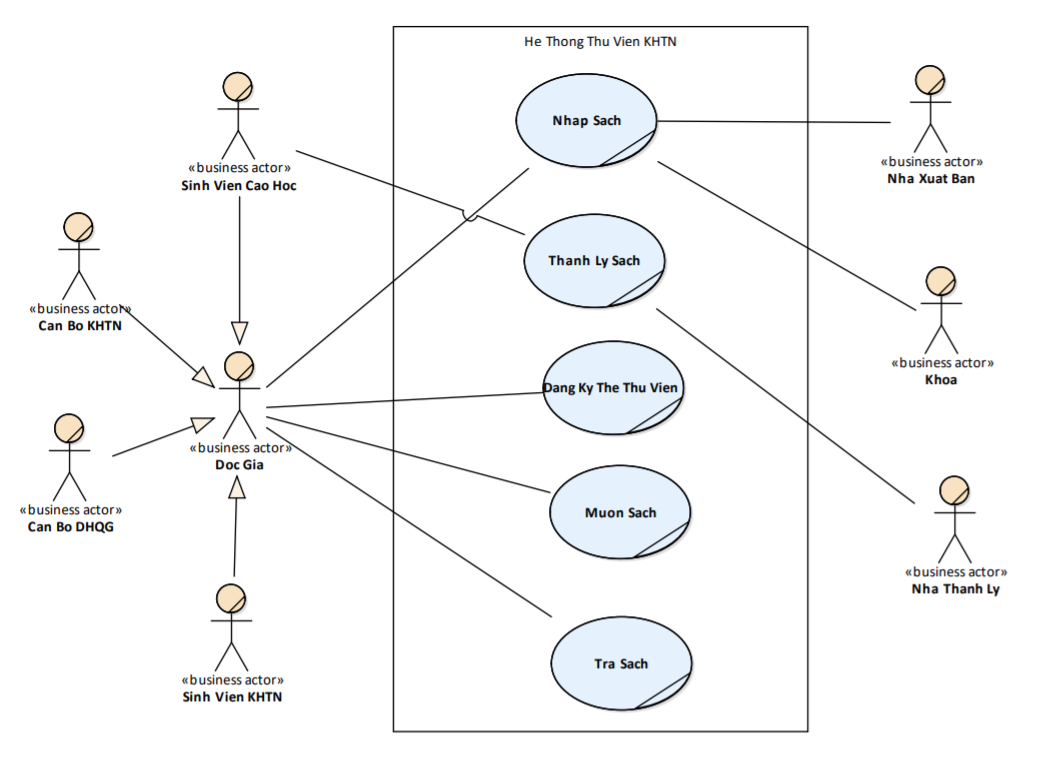 He Thong Thu Vien KHTN
«business actor»
Sinh Vien Cao Hoc
Nhap Sach
«business actor»
Nha Xuat Ban
«business actor»
Can Bo KHTN
Thanh Ly Sach
«business actor»
Khoa
«business actor»
Doc Gia
Dang Ky The Thu Vien
«business actor»
Can Bo DHQG
Muon Sach
«business actor»
Nha Thanh Ly
«business actor»
Sinh Vien KHTN
Tra Sach